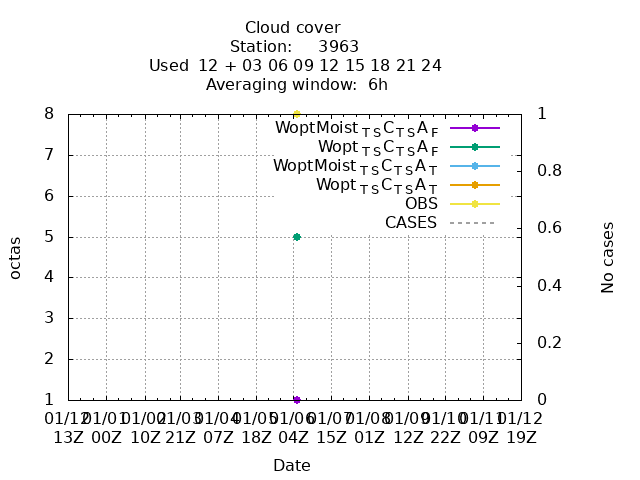 Cloud cover
Station: 3963
Used 12 + 03 06 09 12 15 18 21 24
Averaging window: 6h
8 1
WoptMoist T S C T S A F
Wopt T S C T S A F
7
WoptMoist T S C T S A T
0.8
Wopt T S C T S A T
6
OBS
CASES
0.6
5
octas
No cases
4
0.4
3
0.2
2
1 0
01/12 01/01 01/02 01/03 01/04 01/05 01/06 01/07 01/08 01/09 01/10 01/11 01/12
13Z 00Z 10Z 21Z 07Z 18Z 04Z 15Z 01Z 12Z 22Z 09Z 19Z
Date